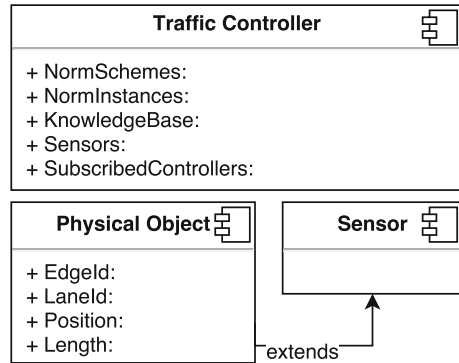 Traffic Controller
+ NormSchemes:
+ NormInstances:
+ KnowledgeBase:
+ Sensors:
+ SubscribedControllers:
Physical Object
+ EdgeId:
+ LaneId:
+ Position:
+ Length:
Sensor
extends